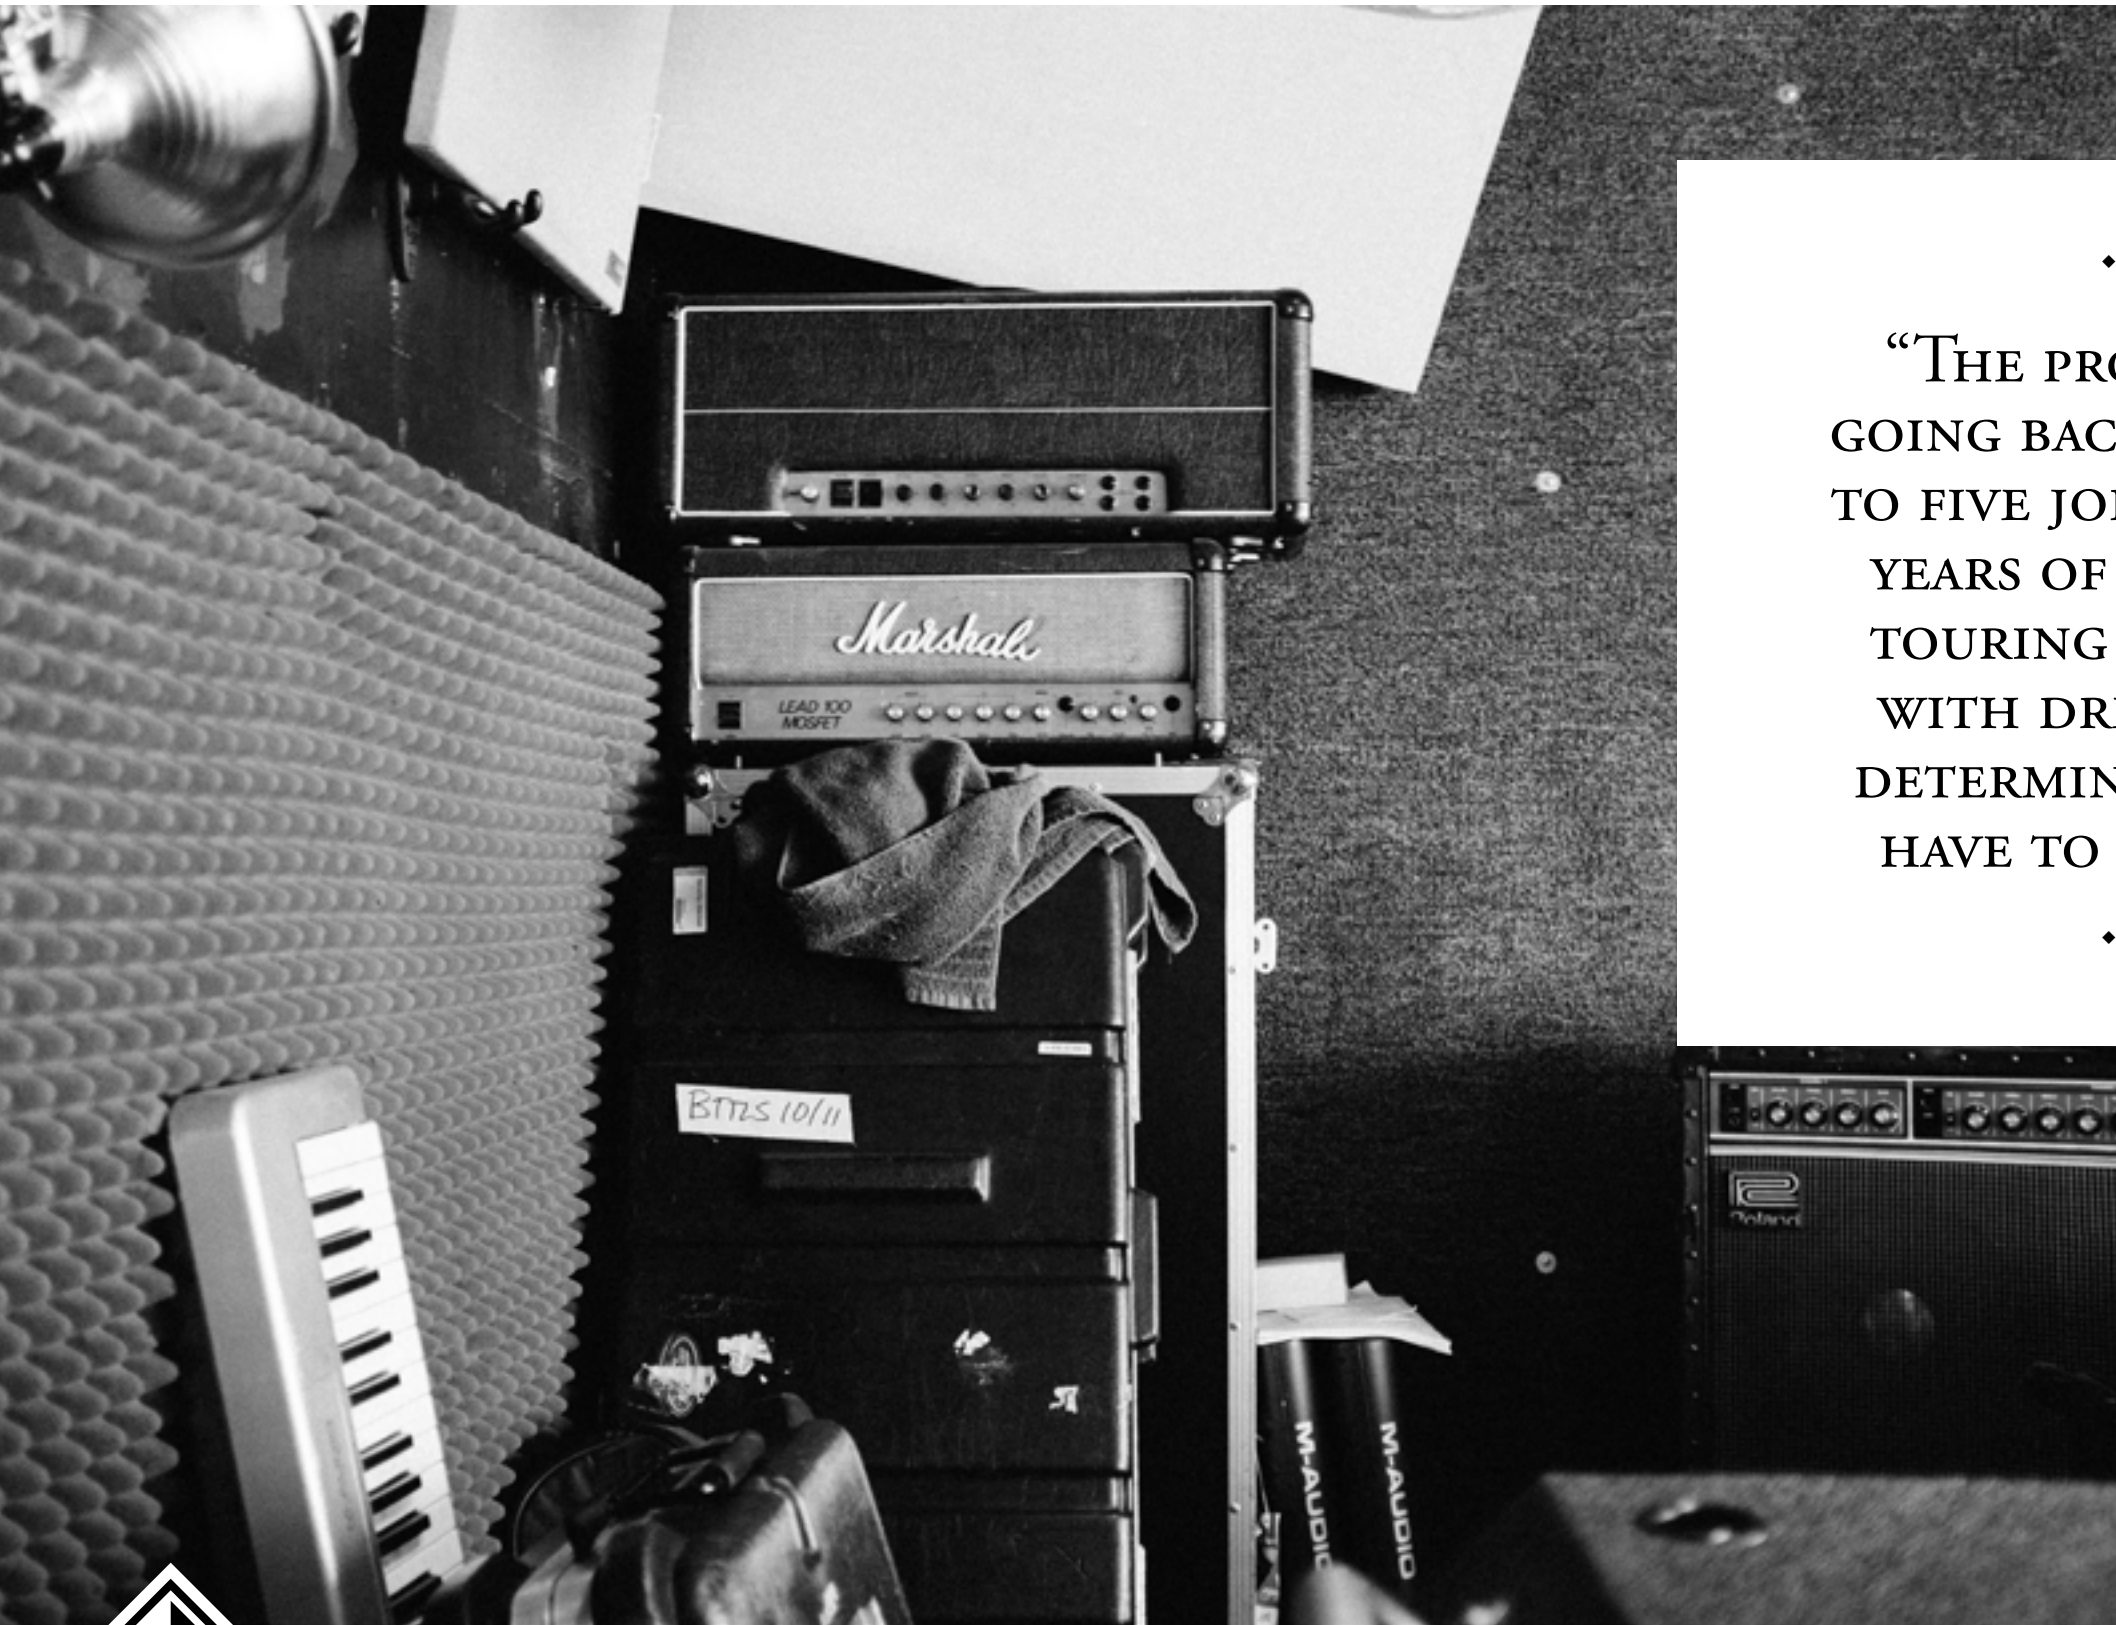 “The pro
going bac
to five jo
years of
touring
with dr
determin
have to
Marshall
LEAD 100
MOSFET
BTTLS 10/11
Roland
M-AUDIO
M-AUDIO